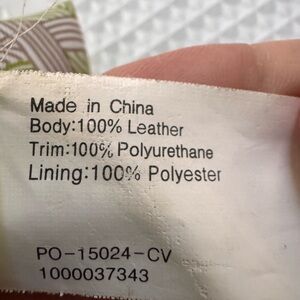 Made in China
Body:100% Leather
Trim:100% Polyurethane
Lining:100% Polyester
PO-15024-CV
1000037343